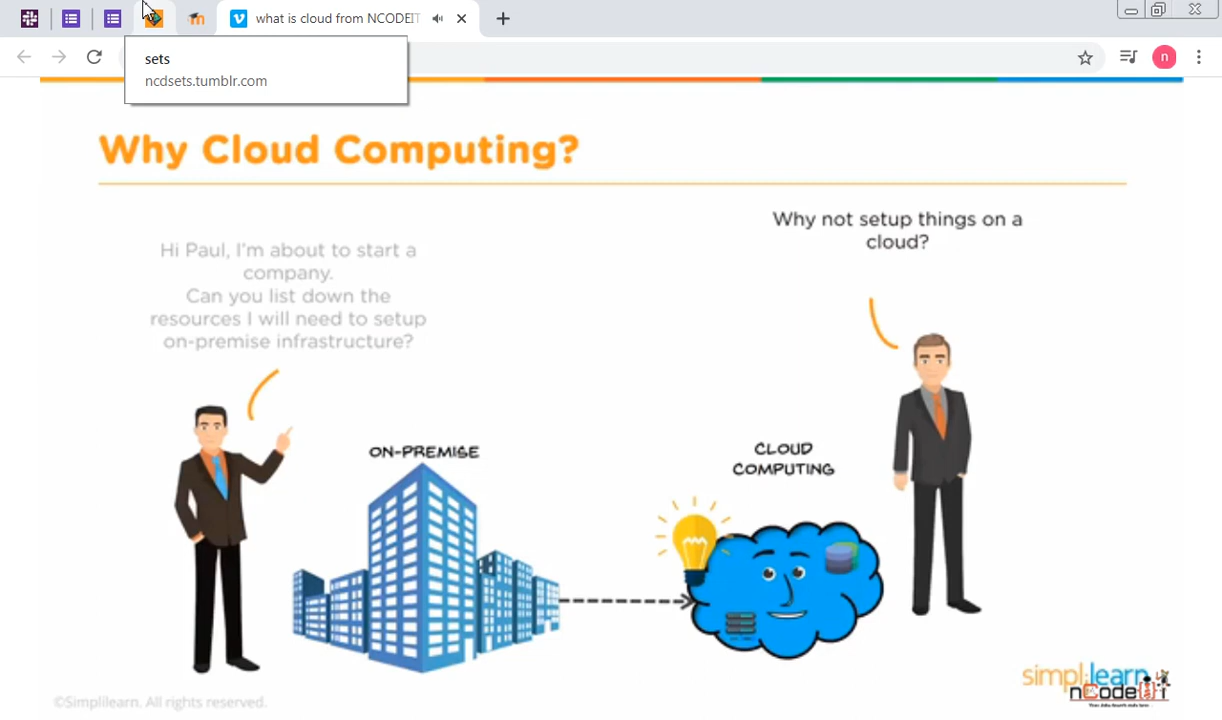 what is cloud from NCODEIT
sets
ncdsets.tumblr.com
n
Why Cloud Computing?
Hi Paul, I'm about to start a
company.
Can you list down the
resources I will need to setup
on-premise infrastructure?
Why not setup things on a
cloud?
ON-PREMISE
CLOUD
COMPUTING
simplilearn
nCodeIT
©Simplilearn. All rights reserved.